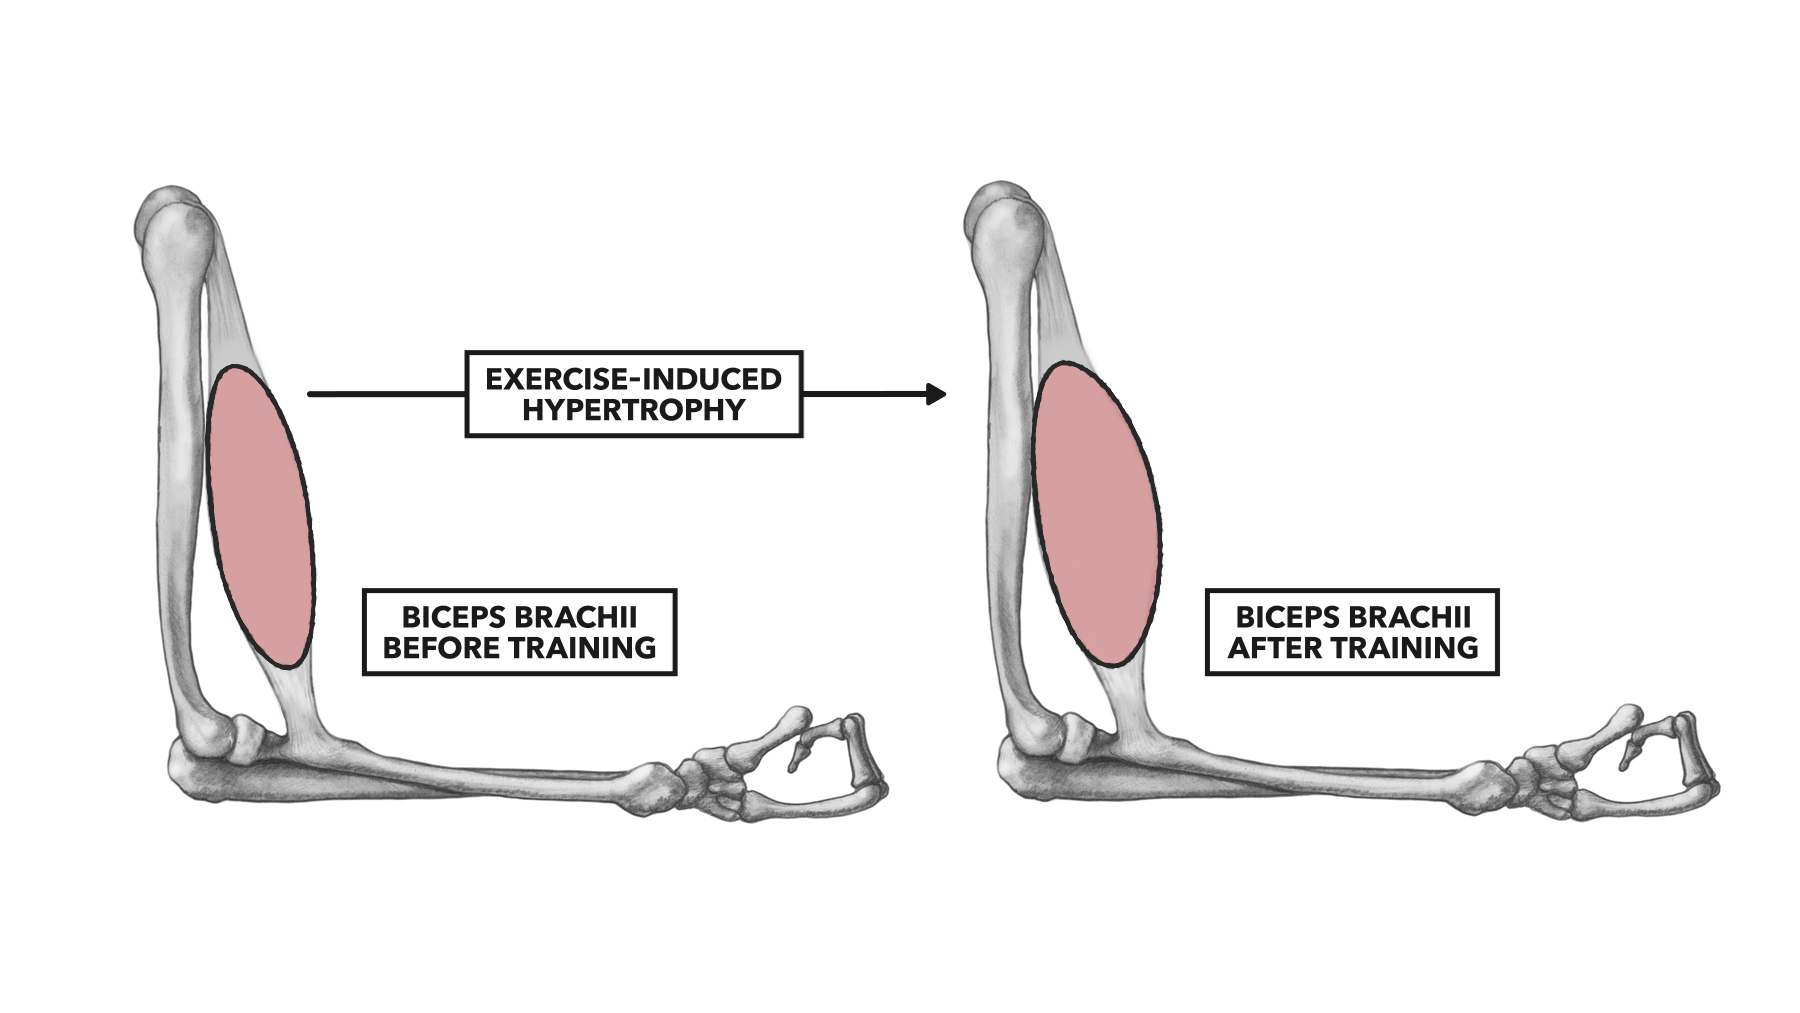 EXERCISE-INDUCED
HYPERTROPHY
BICEPS BRACHII
BEFORE TRAINING
BICEPS BRACHII
AFTER TRAINING